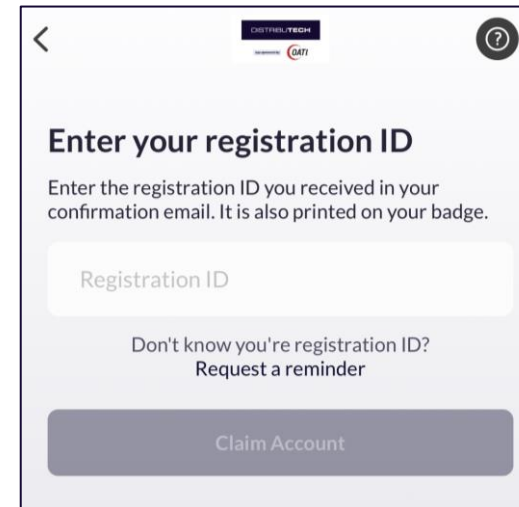 DISTRIBUTECH
OATI
?
Enter your registration ID
Enter the registration ID you received in your
confirmation email. It is also printed on your badge.
Registration ID
Don't know you're registration ID?
Request a reminder
Claim Account